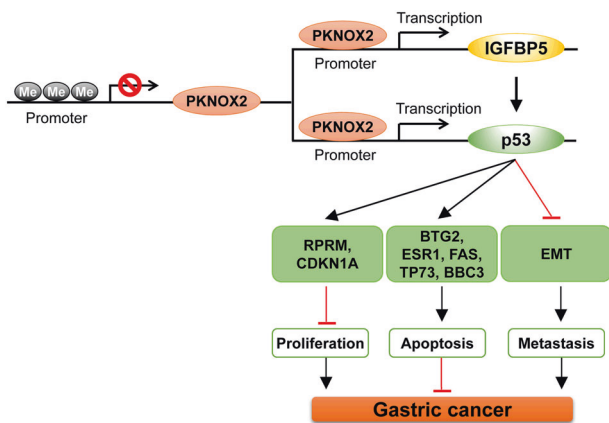 PKNOX2
Transcription
IGFBP5
Promoter
Me Me Me
Promoter
PKNOX2
PKNOX2
Transcription
p53
Promoter
RPRM,
CDKN1A
BTG2,
ESR1, FAS,
TP73, BBC3
EMT
Proliferation
Apoptosis
Metastasis
Gastric cancer